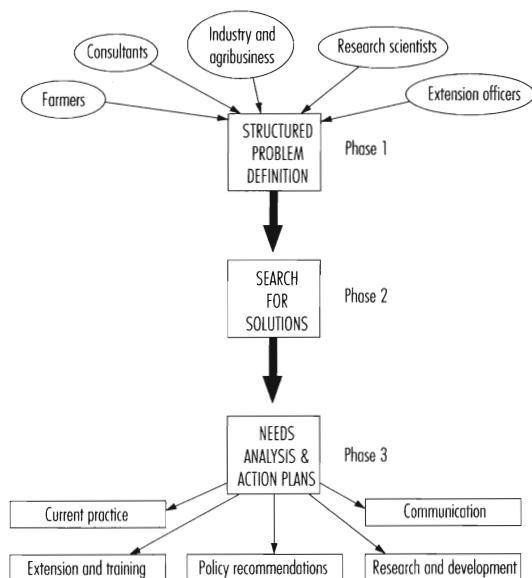 Industry and
agribusiness
Consultants
Research scientists
Farmers
Extension officers
STRUCTURED
PROBLEM
DEFINITION
Phase 1
SEARCH
FOR
SOLUTIONS
Phase 2
NEEDS
ANALYSIS &
ACTION PLANS
Phase 3
Current practice
Communication
Extension and training
Policy recommendations
Research and development